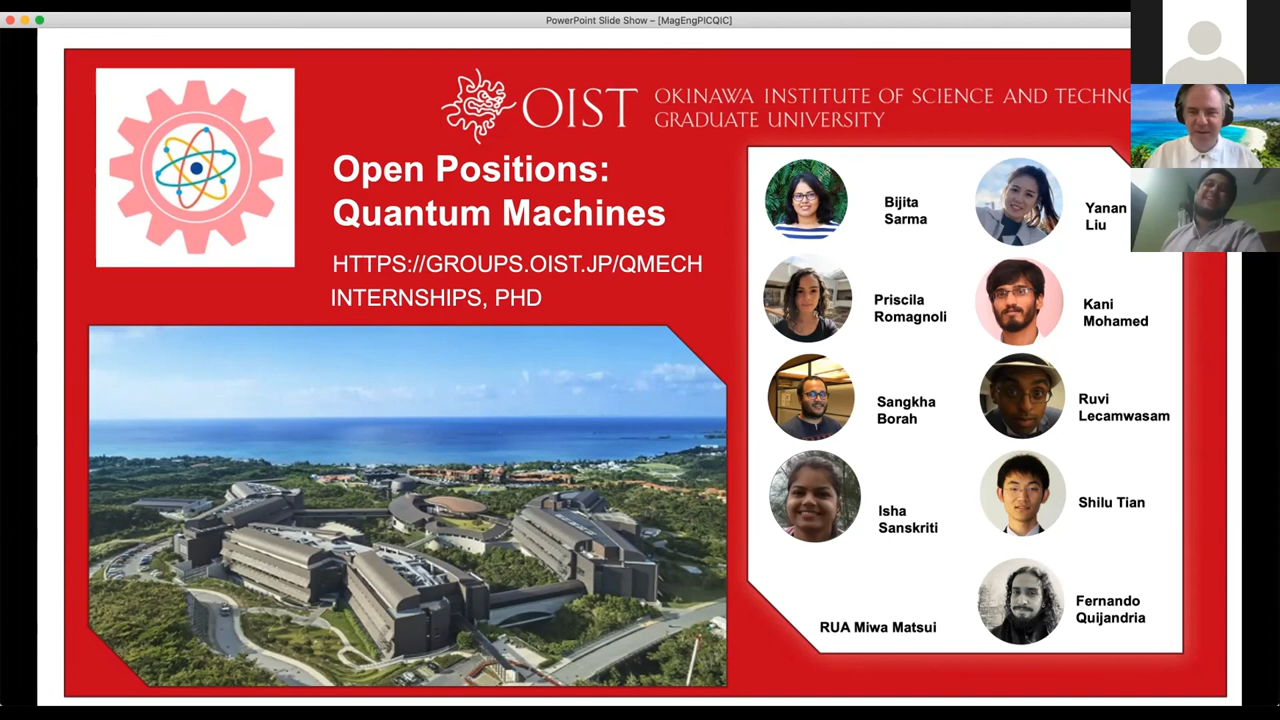 PowerPoint Slide Show – [MagEngPICQIC]
OIST
OKINAWA INSTITUTE OF SCIENCE AND TECHNO
GRADUATE UNIVERSITY
Open Positions:
Quantum Machines
HTTPS://GROUPS.OIST.JP/QMECH
INTERNSHIPS, PHD
Bijita
Sarma
Yanan
Liu
Priscila
Romagnoli
Kani
Mohamed
Sangkha
Borah
Ruvi
Lecamwasam
Isha
Sanskriti
Shilu Tian
Fernando
Quijandria
RUA Miwa Matsui